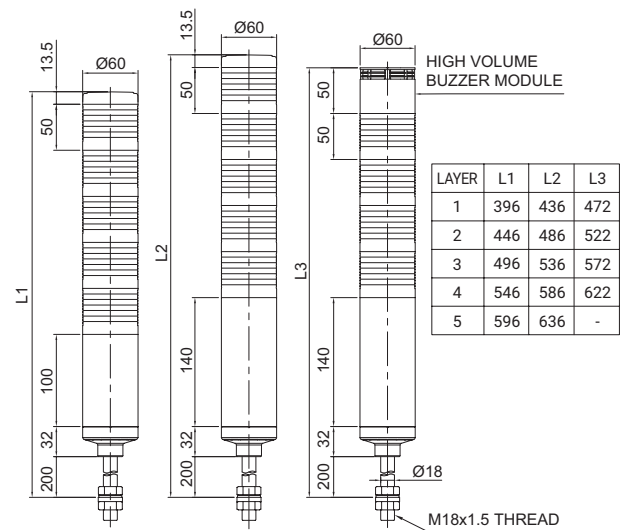 13.5
Ø60
50
L1
100
32
200
13.5
Ø60
50
L2
140
32
200
Ø60
50
50
L3
140
32
200
Ø18
HIGH VOLUME
BUZZER MODULE
M18x1.5 THREAD
LAYER L1 L2 L3
1 396 436 472
2 446 486 522
3 496 536 572
4 546 586 622
5 596 636 -